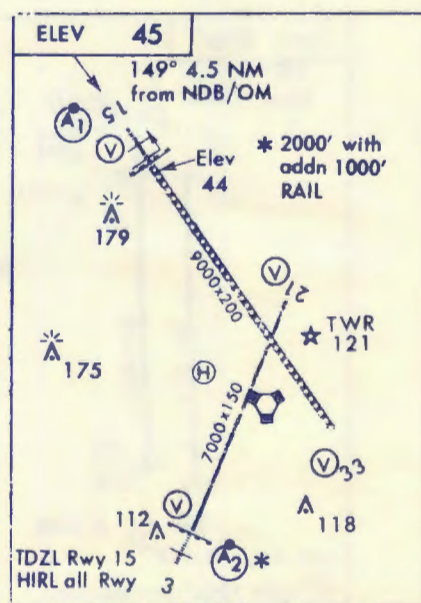 ELEV 45
149° 4.5 NM
from NDB/OM
15
A1
V
Elev
44
* 2000' with
addn 1000'
RAIL
179
9000x200
V
21
TWR
121
175
H
7000x150
V
33
V
112
118
A2 *
TDZL Rwy 15
HIRL all Rwy
3